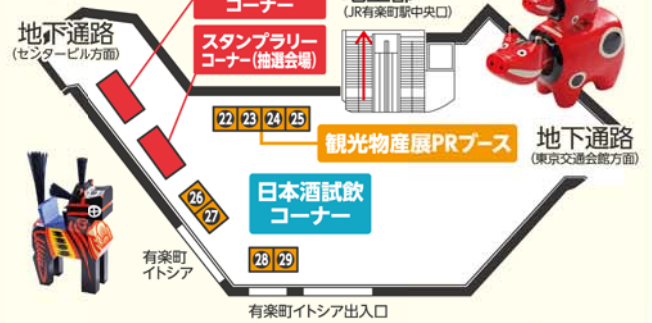 コーナー
(JR有楽町駅中央口)
地下通路
(センタービル方面)
スタンプラリー
コーナー(抽選会場)
22 23 24 25
観光物産展PRブース
地下通路
(東京交通会館方面)
26
27
日本酒試飲
コーナー
有楽町
イトシア
28 29
有楽町イトシア出入口